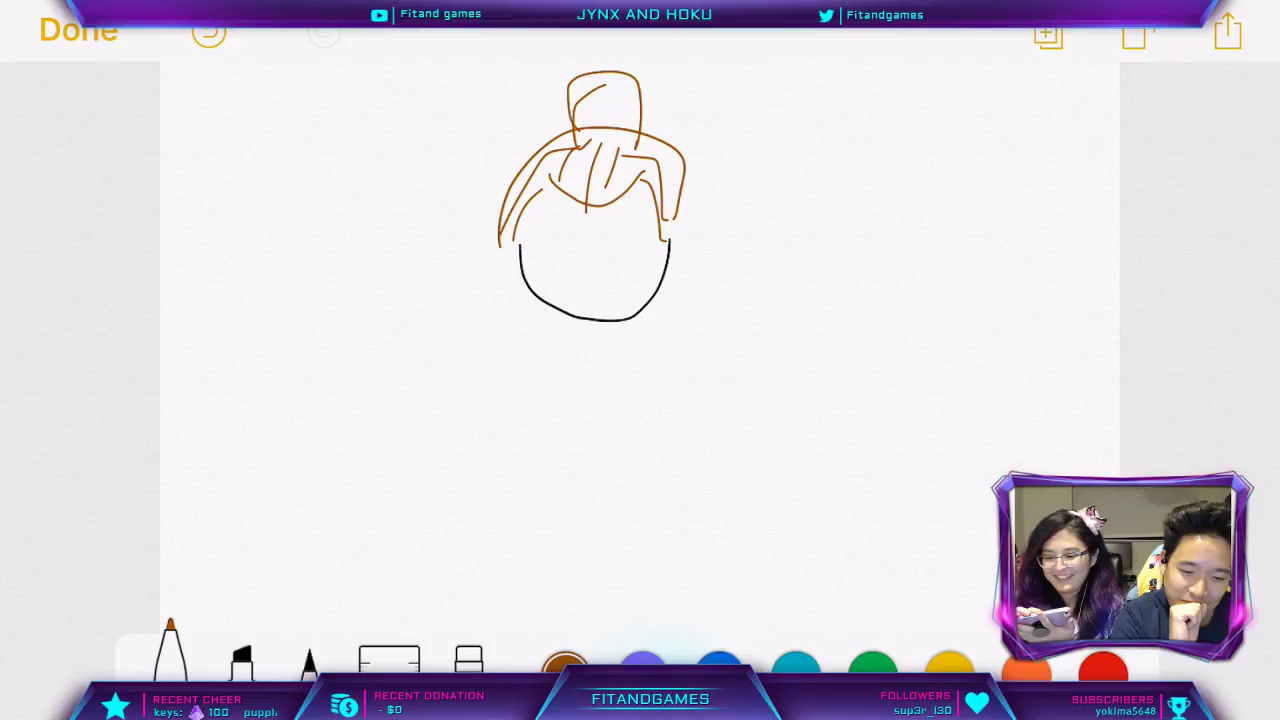 Fitand games
JYNX AND HOKU
Fitandgames
Done
RECENT CHEER
keys: 100 puppl
RECENT DONATION
- $0
FITANDGAMES
FOLLOWERS
sup3r_l30
SUBSCRIBERS
yokima5648